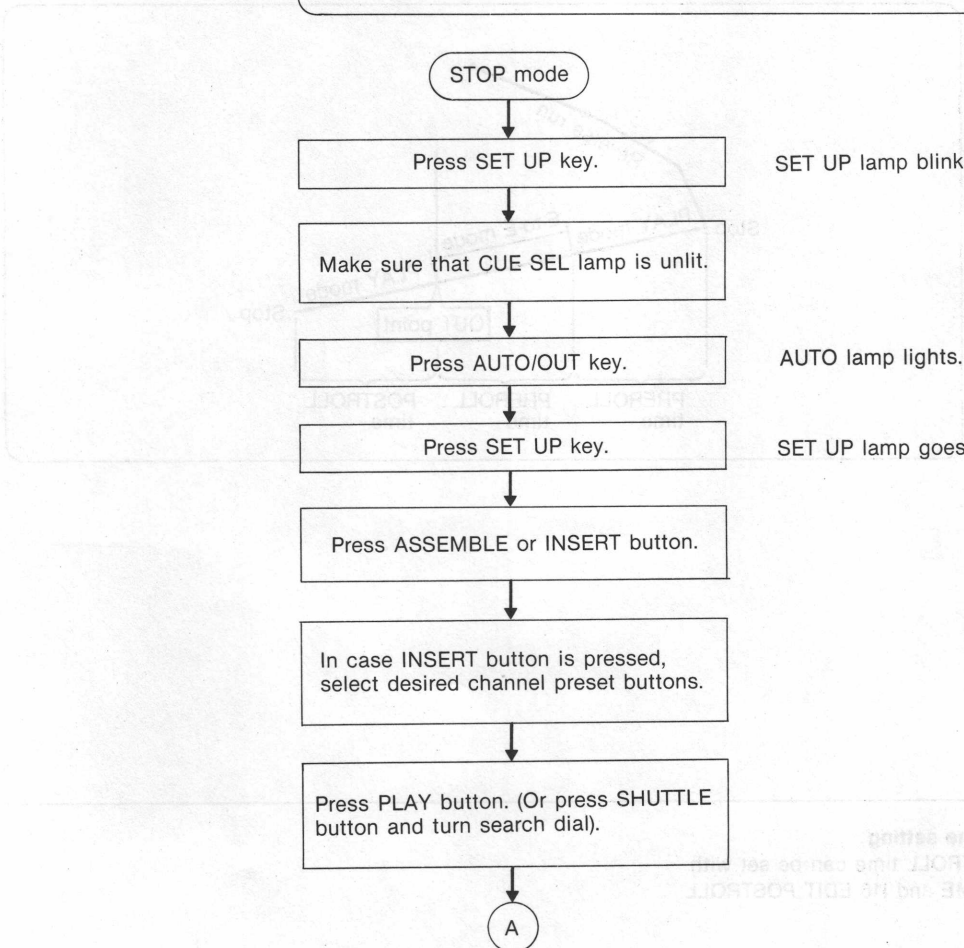 STOP mode
Press SET UP key.
SET UP lamp blink
Make sure that CUE SEL lamp is unlit.
Press AUTO/OUT key.
AUTO lamp lights.
Press SET UP key.
SET UP lamp goes
Press ASSEMBLE or INSERT button.
In case INSERT button is pressed,
select desired channel preset buttons.
Press PLAY button. (Or press SHUTTLE
button and turn search dial).
A